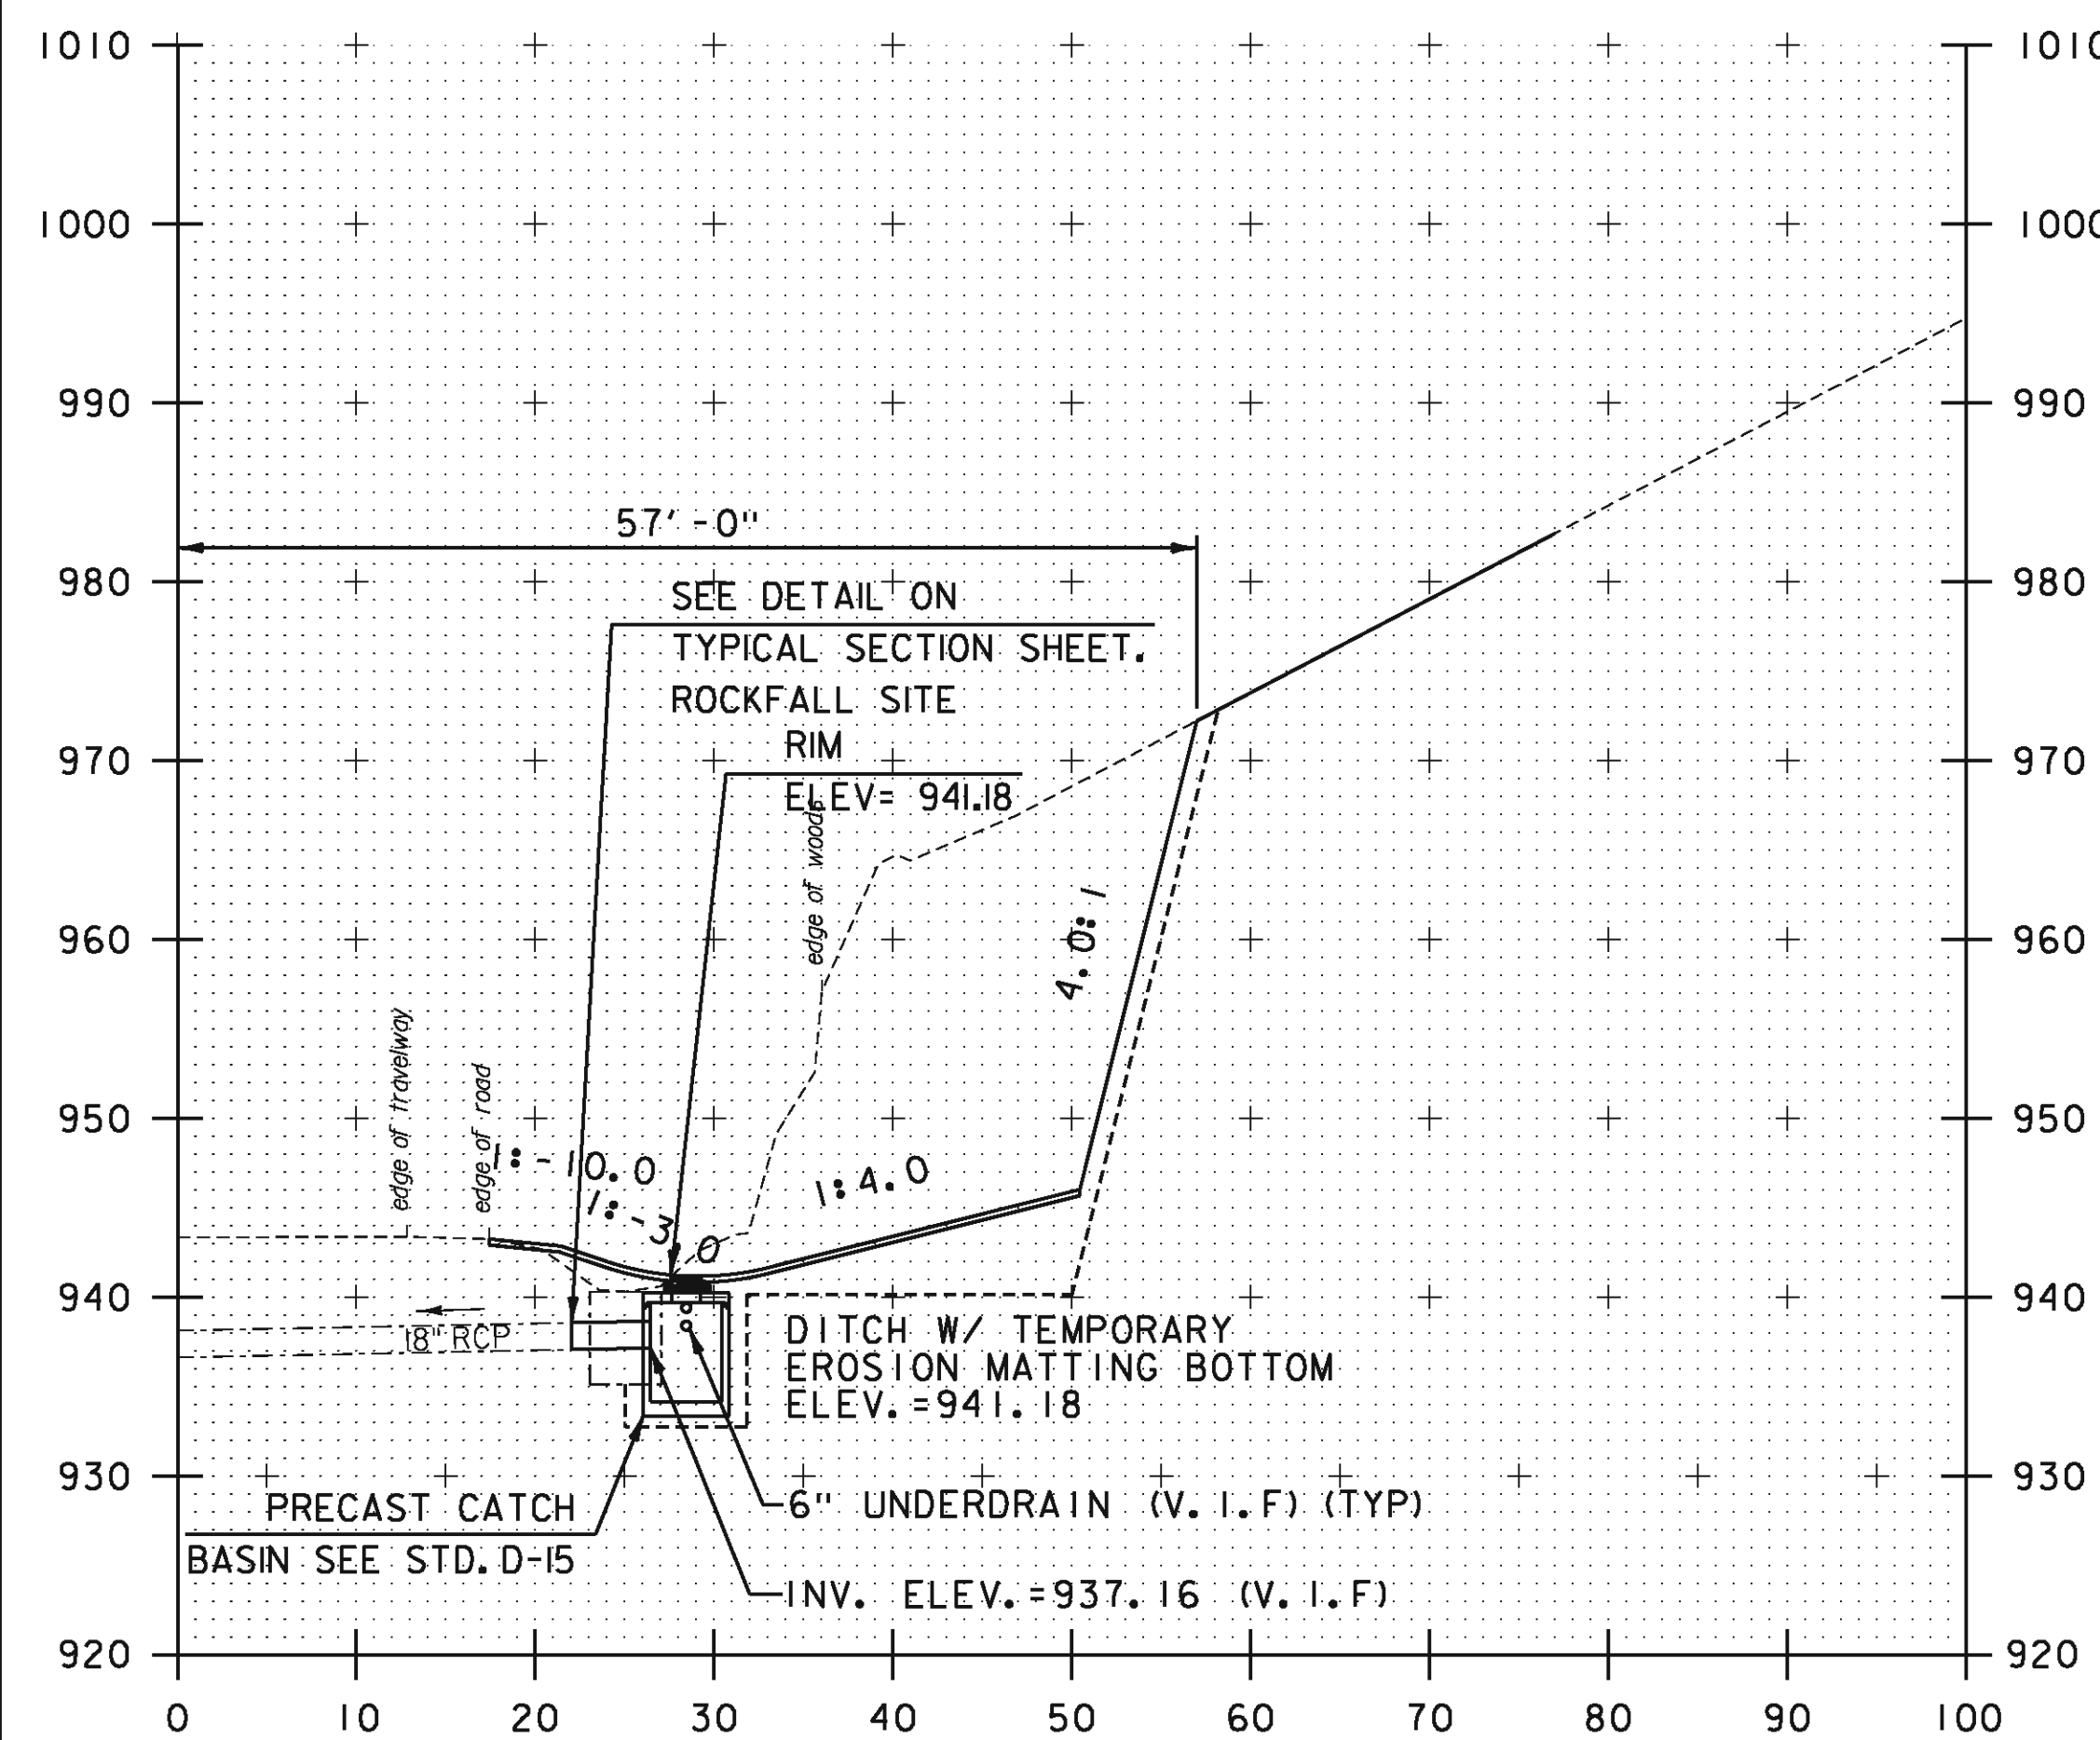 1010
1010
1000
1000
990
990
57'-0"
980
980
SEE DETAIL ON
TYPICAL SECTION SHEET.
ROCKFALL SITE
RIM
970
970
ELEV= 941.18
edge of woods
4.0:1
960
960
edge of travelway
edge of road
950
950
1:-10.0
1:-3.0
1:4.0
940
940
18" RCP
DITCH W/ TEMPORARY
EROSION MATTING BOTTOM
ELEV.=941.18
930
930
PRECAST CATCH
BASIN SEE STD. D-15
6" UNDERDRAIN (V.I.F) (TYP)
INV. ELEV.=937.16 (V.I.F)
920
920
0 10 20 30 40 50 60 70 80 90 100